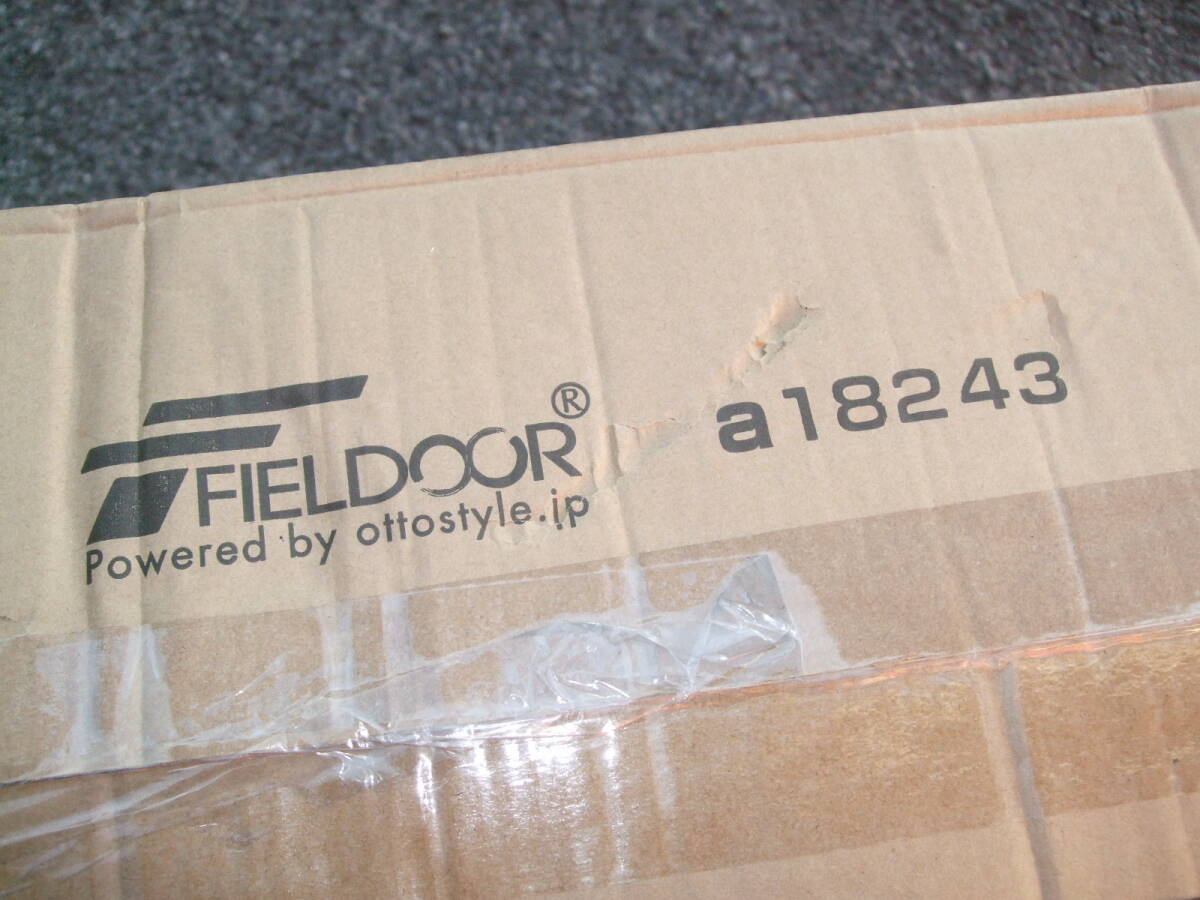 FIELDOOR®
Powered by ottostyle.jp
a18243